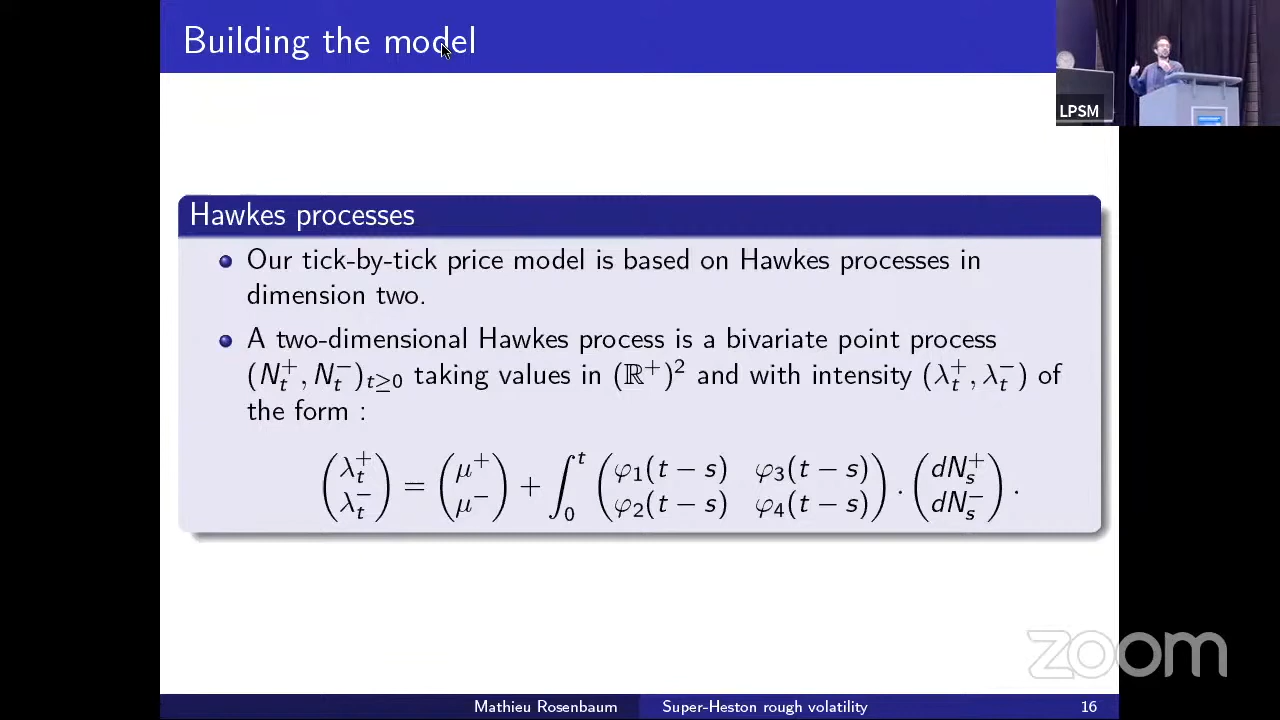 Building the model
LPSM
Hawkes processes
Our tick-by-tick price model is based on Hawkes processes in
dimension two.
A two-dimensional Hawkes process is a bivariate point process
(N_t^+, N_t^-)_{t≥0} taking values in (ℝ^+)^2 and with intensity (λ_t^+, λ_t^-) of
the form :
(λ_t^+ λ_t^-) = (μ^+ μ^-) + ∫_0^t (φ_1(t − s) φ_3(t − s) φ_2(t − s) φ_4(t − s)) . (dN_s^+ dN_s^-) .
zoom
Mathieu Rosenbaum Super-Heston rough volatility 16